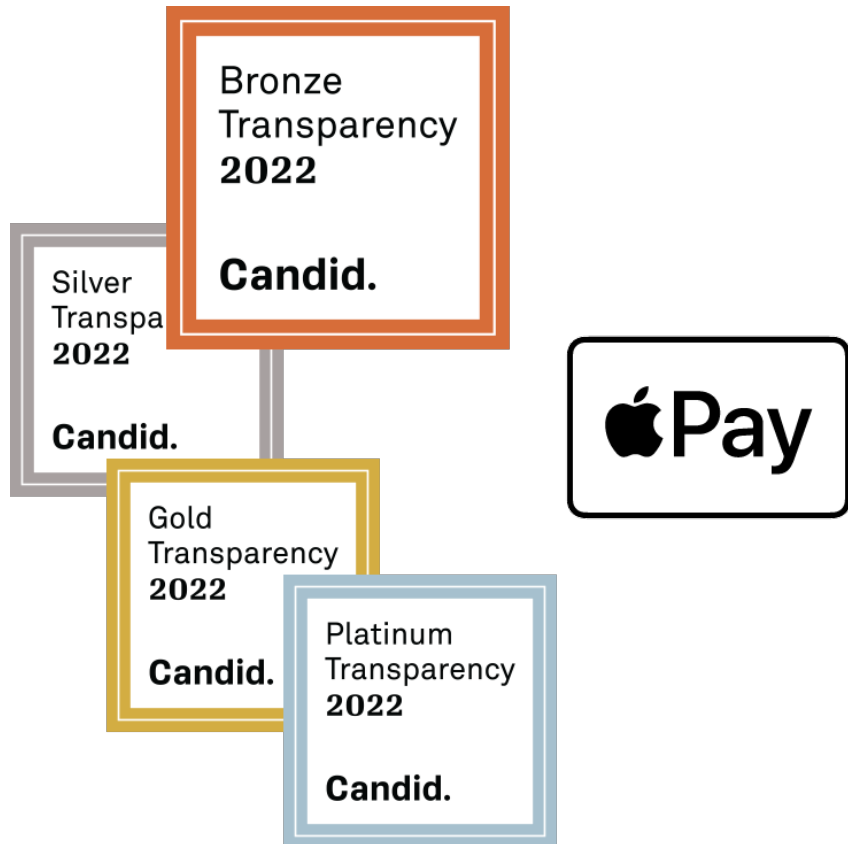 Bronze
Transparency
2022
Candid.
Silver
Transpa
2022
Candid.
Pay
Gold
Transparency
2022
Candid.
Platinum
Transparency
2022
Candid.